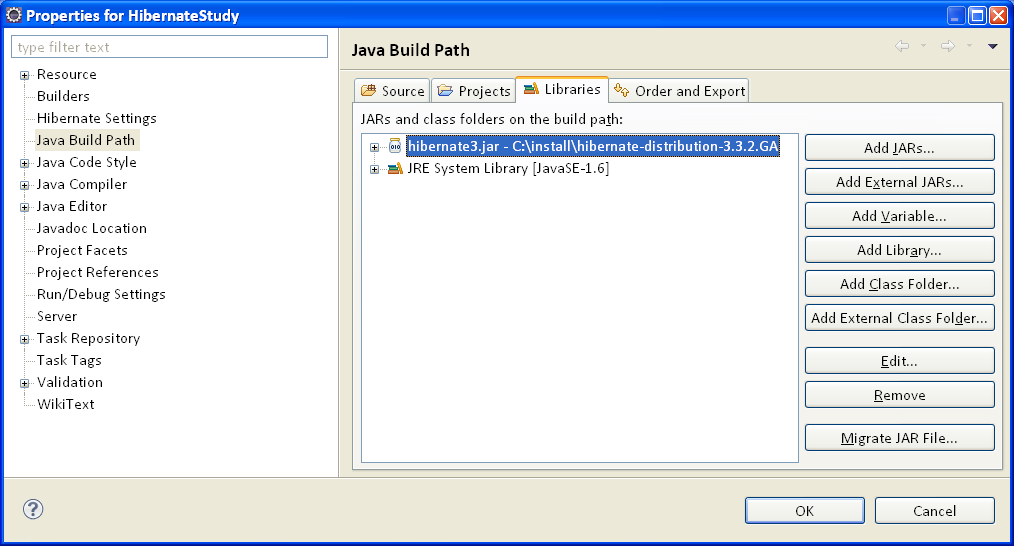 Properties for HibernateStudy
type filter text
Resource
Builders
Hibernate Settings
Java Build Path
Java Code Style
Java Compiler
Java Editor
Javadoc Location
Project Facets
Project References
Run/Debug Settings
Server
Task Repository
Task Tags
Validation
WikiText
Java Build Path
Source Projects Libraries Order and Export
JARs and class folders on the build path:
hibernate3.jar - C:\install\hibernate-distribution-3.3.2.GA
JRE System Library [JavaSE-1.6]
Add JARs...
Add External JARs...
Add Variable...
Add Library...
Add Class Folder...
Add External Class Folder...
Edit...
Remove
Migrate JAR File...
OK Cancel